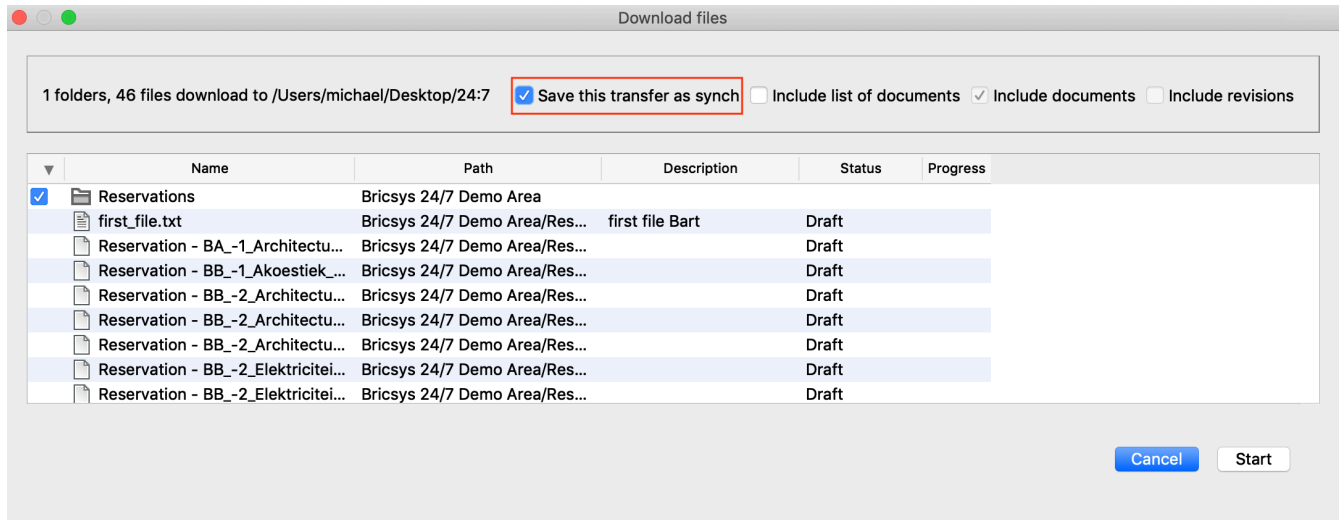 Download files
1 folders, 46 files download to /Users/michael/Desktop/24:7 Save this transfer as synch Include list of documents Include documents Include revisions
Name Path Description Status Progress
Reservations Bricsys 24/7 Demo Area
first_file.txt Bricsys 24/7 Demo Area/Res... first file Bart Draft
Reservation - BA_-1_Architectu... Bricsys 24/7 Demo Area/Res... Draft
Reservation - BB_-1_Akoestiek_... Bricsys 24/7 Demo Area/Res... Draft
Reservation - BB_-2_Architectu... Bricsys 24/7 Demo Area/Res... Draft
Reservation - BB_-2_Architectu... Bricsys 24/7 Demo Area/Res... Draft
Reservation - BB_-2_Architectu... Bricsys 24/7 Demo Area/Res... Draft
Reservation - BB_-2_Elektricitei... Bricsys 24/7 Demo Area/Res... Draft
Reservation - BB_-2_Elektricitei... Bricsys 24/7 Demo Area/Res... Draft
Cancel Start